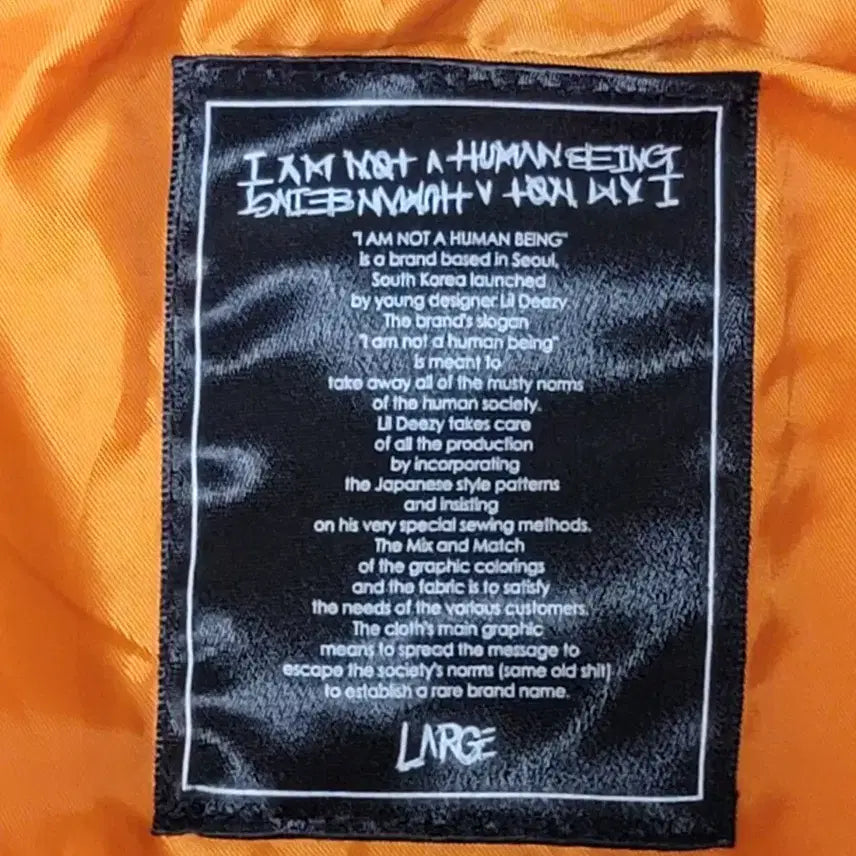 I AM NOT A HUMAN BEING
I AM NOT A HUMAN BEING
"I AM NOT A HUMAN BEING"
is a brand based in Seoul,
South Korea launched
by young designer Lil Deezy.
The brand's slogan
"I am not a human being"
is meant to
take away all of the musty norms
of the human society.
Lil Deezy takes care
of all the production
by incorporating
the Japanese style patterns
and insisting
on his very special sewing methods.
The Mix and Match
of the graphic colorings
and the fabric is to satisfy
the needs of the various customers.
The cloth's main graphic
means to spread the message to
escape the society's norms (same old shit)
to establish a rare brand name.
LARGE